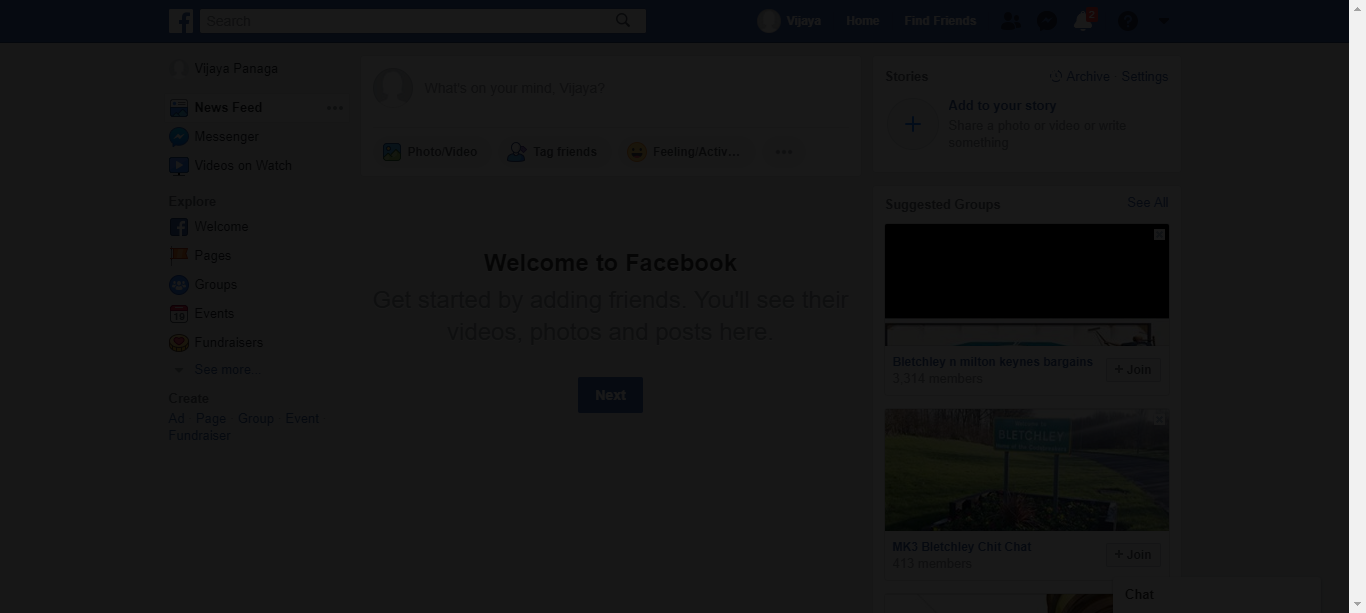 Search
Vijaya
Home
Find Friends
2
Vijaya Panaga
News Feed
Messenger
Videos on Watch
Explore
Welcome
Pages
Groups
Events
Fundraisers
See more...
Create
Ad Page Group Event
Fundraiser
What's on your mind, Vijaya?
Photo/Video
Tag friends
Feeling/Activ...
Welcome to Facebook
Get started by adding friends. You'll see their
videos, photos and posts here.
Next
Stories
Archive · Settings
Add to your story
Share a photo or video or write
something
Suggested Groups
See All
Bletchley n milton keynes bargains
3,314 members
+ Join
BLETCHLEY
MK3 Bletchley Chit Chat
413 members
+ Join
Chat